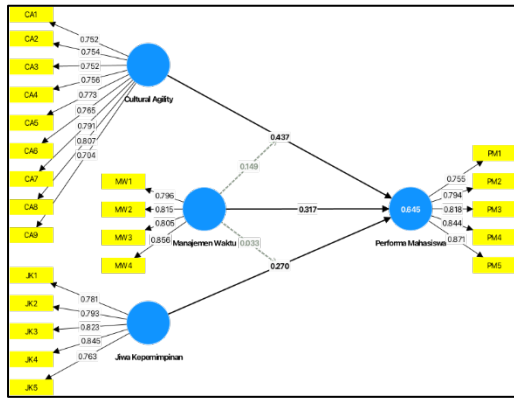 CA1
CA2
CA3
CA4
CA5
CA6
CA7
CA8
CA9
0.752
0.754
0.752
0.756
0.773
0.765
0.791
0.807
0.704
Cultural Agility
0.437
0.149
MW1
MW2
MW3
MW4
0.796
0.815
0.805
0.856
Manajemen Waktu
0.317
0.033
0.270
0.645
Performa Mahasiswa
0.755
0.794
0.818
0.844
0.871
PM1
PM2
PM3
PM4
PM5
JK1
JK2
JK3
JK4
JK5
0.781
0.793
0.823
0.845
0.763
Jiwa Kepemimpinan